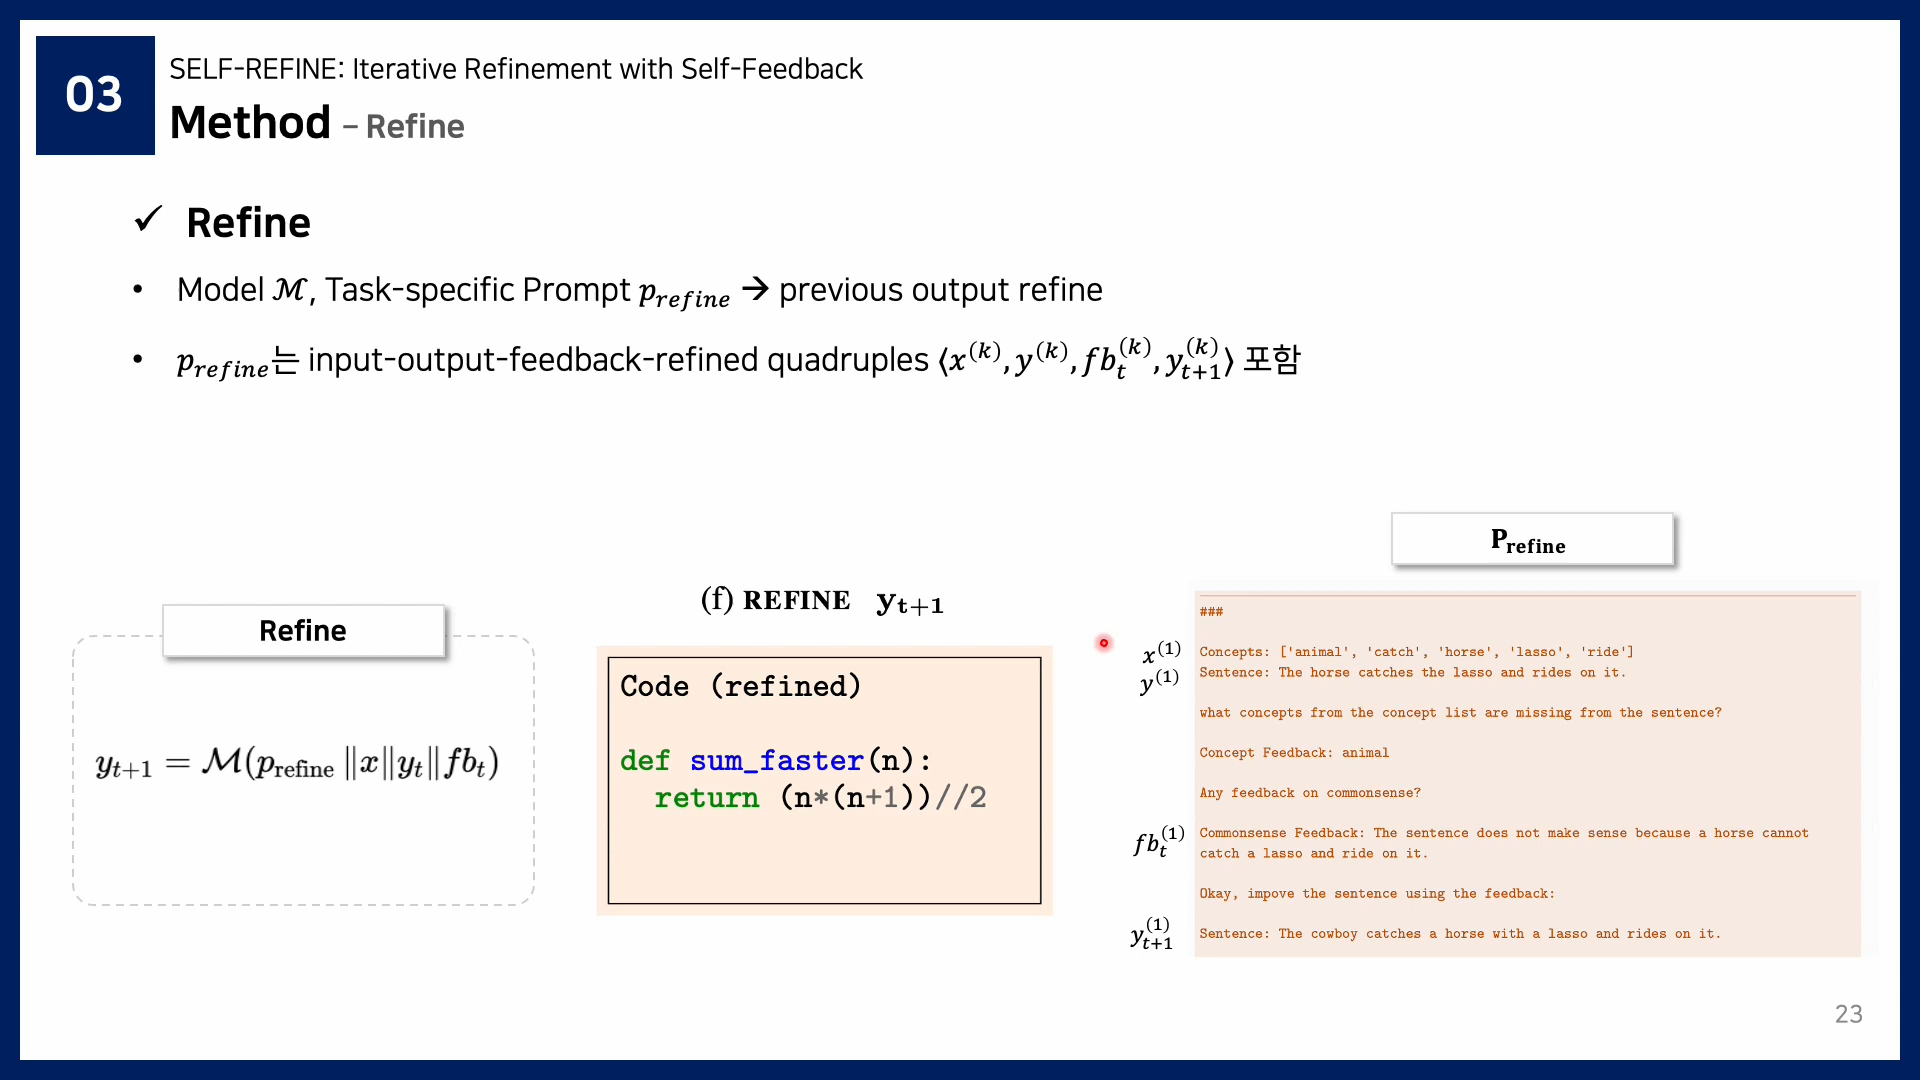 03
SELF-REFINE: Iterative Refinement with Self-Feedback
Method – Refine
✓ Refine
• Model ℳ, Task-specific Prompt p_refine → previous output refine
• p_refine는 input-output-feedback-refined quadruples ⟨x^(k), y^(k), fb_t^(k), y_{t+1}^(k)⟩ 포함
Refine
y_{t+1} = ℳ(p_refine ‖x‖y_t‖fb_t)
(f) REFINE y_{t+1}
Code (refined)
def sum_faster(n):
  return (n*(n+1))//2
P_refine
###
x^(1) Concepts: ['animal', 'catch', 'horse', 'lasso', 'ride']
y^(1) Sentence: The horse catches the lasso and rides on it.
what concepts from the concept list are missing from the sentence?
Concept Feedback: animal
Any feedback on commonsense?
fb_t^(1) Commonsense Feedback: The sentence does not make sense because a horse cannot
catch a lasso and ride on it.
Okay, impove the sentence using the feedback:
y_{t+1}^(1) Sentence: The cowboy catches a horse with a lasso and rides on it.
23